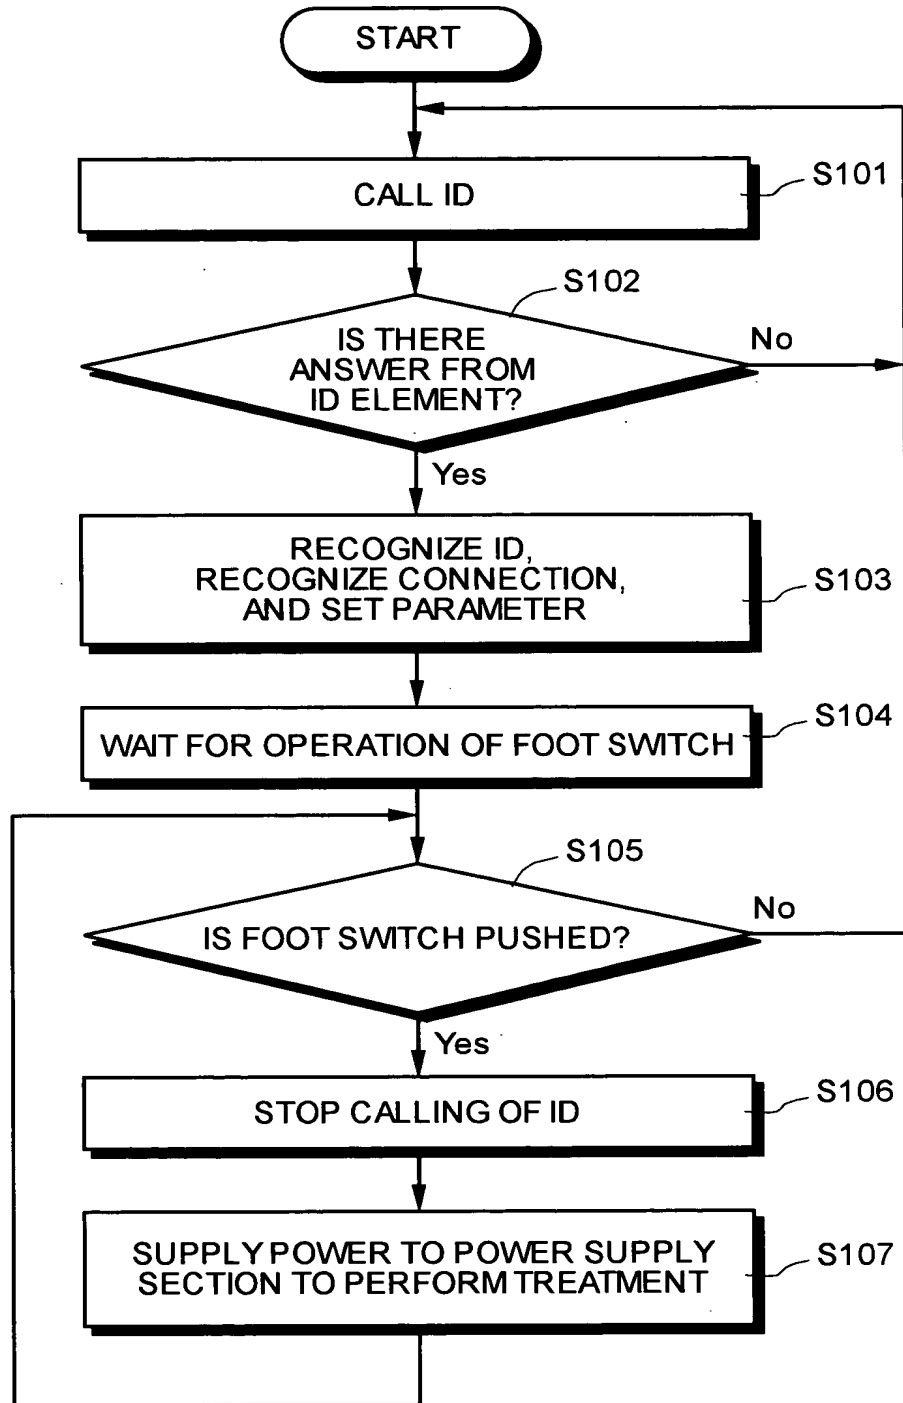 START
CALL ID
S101
S102
IS THERE
ANSWER FROM
ID ELEMENT?
No
Yes
RECOGNIZE ID,
RECOGNIZE CONNECTION,
AND SET PARAMETER
S103
S104
WAIT FOR OPERATION OF FOOT SWITCH
S105
IS FOOT SWITCH PUSHED?
No
Yes
STOP CALLING OF ID
S106
SUPPLY POWER TO POWER SUPPLY
SECTION TO PERFORM TREATMENT
S107